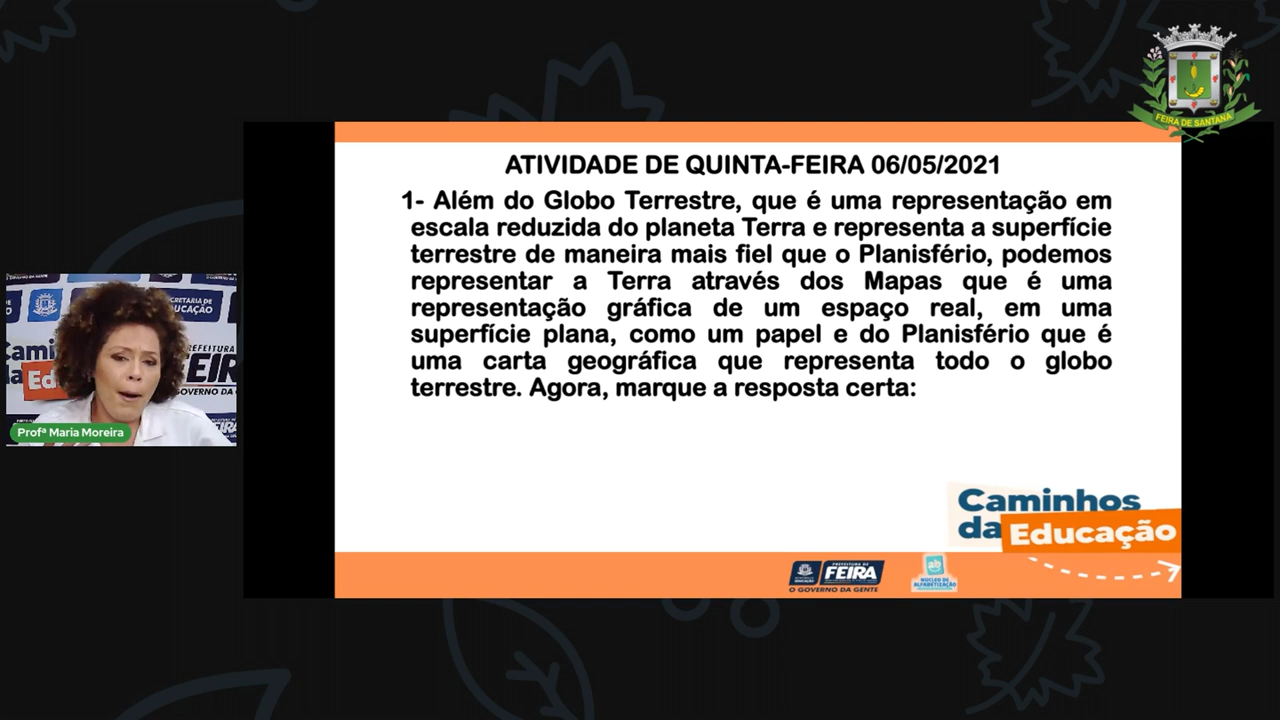 FEIRA DE SANTANA
ATIVIDADE DE QUINTA-FEIRA 06/05/2021
1- Além do Globo Terrestre, que é uma representação em
escala reduzida do planeta Terra e representa a superfície
terrestre de maneira mais fiel que o Planisfério, podemos
representar a Terra através dos Mapas que é uma
representação gráfica de um espaço real, em uma
superfície plana, como um papel e do Planisfério que é
uma carta geográfica que representa todo o globo
terrestre. Agora, marque a resposta certa:
Profª Maria Moreira
Caminhos
da Educação
PREFEITURA DE
FEIRA
O GOVERNO DA GENTE
NÚCLEO DE
ALFABETIZAÇÃO